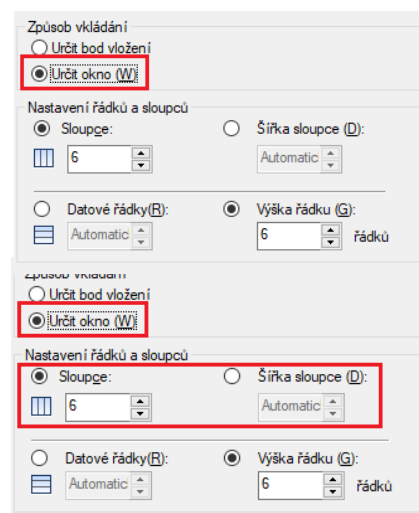 Způsob vkládání
Určit bod vložení
Určit okno (W)
Nastavení řádků a sloupců
Sloupce: Šířka sloupce (D):
6 Automatic
Datové řádky(R): Výška řádku (G):
Automatic 6 řádků
Způsob vkládání
Určit bod vložení
Určit okno (W)
Nastavení řádků a sloupců
Sloupce: Šířka sloupce (D):
6 Automatic
Datové řádky(R): Výška řádku (G):
Automatic 6 řádků